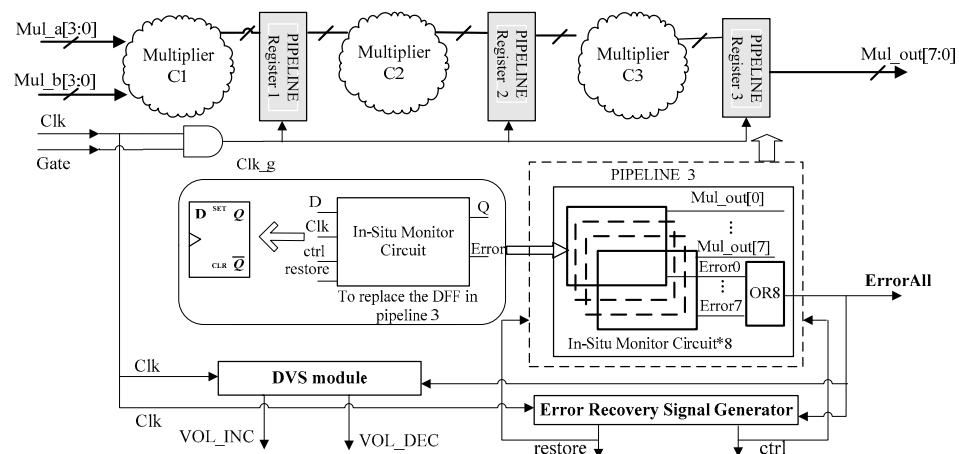 Mul_a[3:0]
Mul_b[3:0]
Multiplier
C1
PIPELINE
Register 1
Multiplier
C2
PIPELINE
Register 2
Multiplier
C3
PIPELINE
Register 3
Mul_out[7:0]
Clk
Gate
Clk_g
PIPELINE 3
D SET Q
CLR Q
D
Clk
ctrl
restore
In-Situ Monitor
Circuit
Q
Error
To replace the DFF in
pipeline 3
Mul_out[0]
⋮
Mul_out[7]
Error0
⋮
Error7
OR8
In-Situ Monitor Circuit*8
ErrorAll
Clk
DVS module
Clk
Error Recovery Signal Generator
VOL_INC
VOL_DEC
restore
ctrl